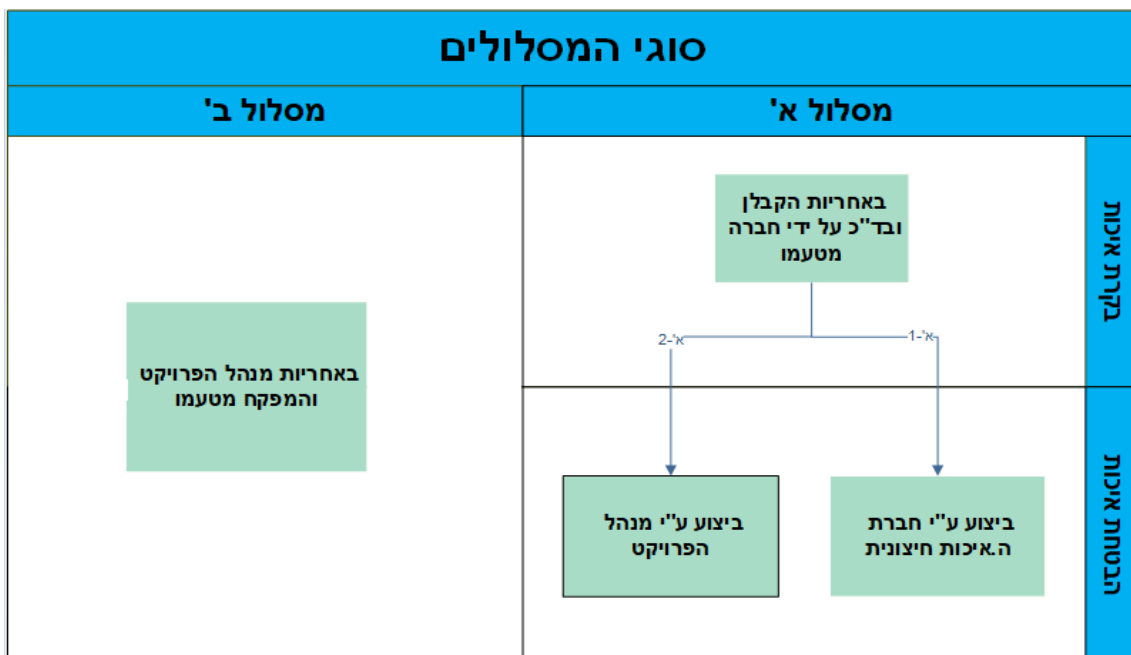 סוגי המסלולים
מסלול א'
מסלול ב'
בקרת איכות
באחריות הקבלן
ובד"כ על ידי חברה
מטעמו
א'-1
א'-2
באחריות מנהל הפרויקט
והמפקח מטעמו
הבטחת איכות
ביצוע ע"י חברת
ה.איכות חיצונית
ביצוע ע"י מנהל
הפרויקט